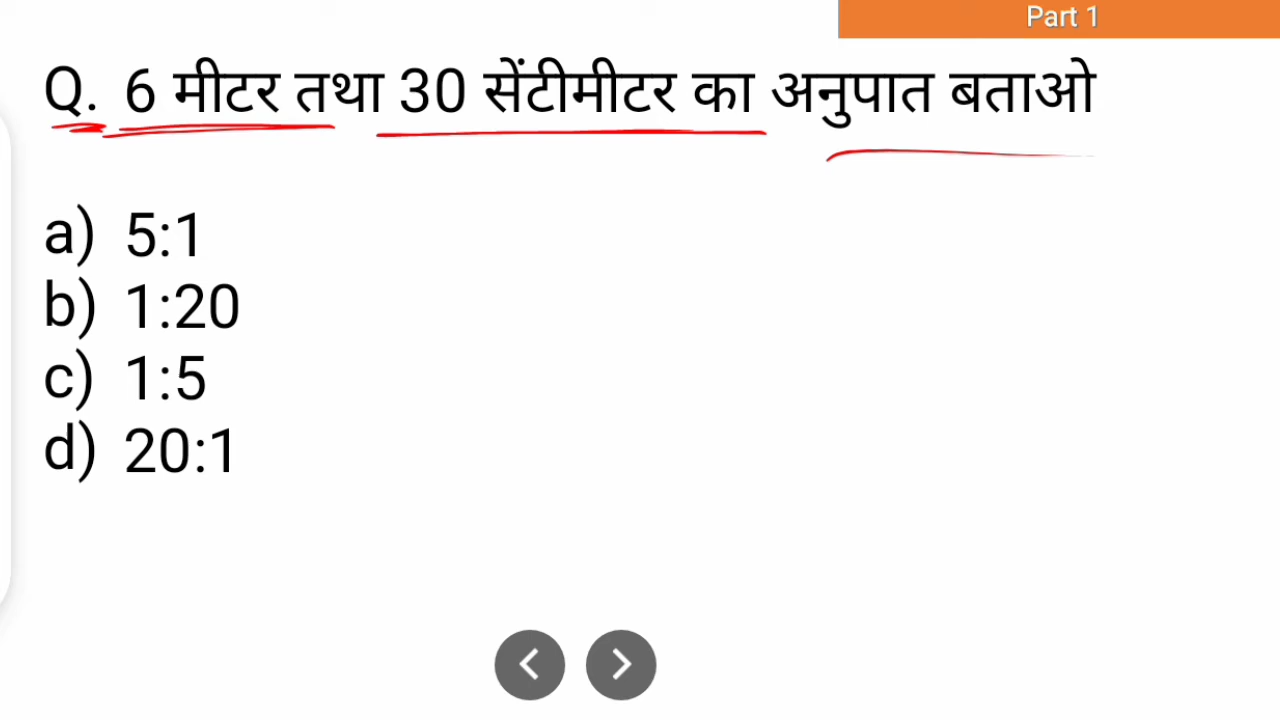 Part 1
Q. 6 मीटर तथा 30 सेंटीमीटर का अनुपात बताओ
a) 5:1
b) 1:20
c) 1:5
d) 20:1